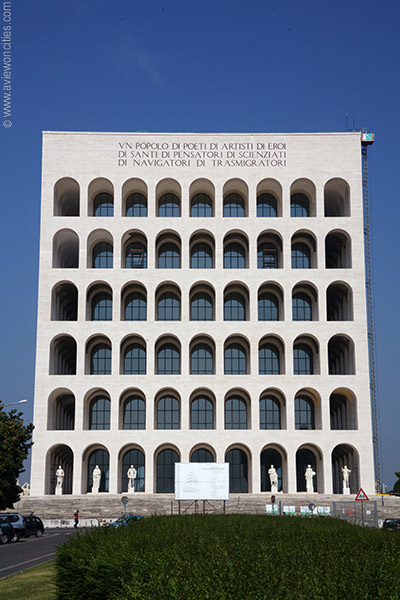 VN POPOLO DI POETI DI ARTISTI DI EROI
DI SANTI DI PENSATORI DI SCIENZIATI
DI NAVIGATORI DI TRASMIGRATORI
© www.aviewoncities.com